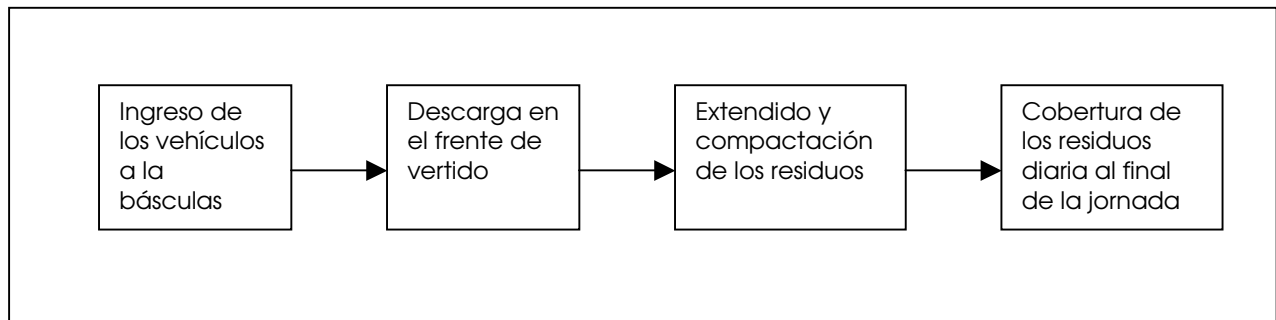 Ingreso de
los vehículos
a la
básculas
Descarga en
el frente de
vertido
Extendido y
compactación
de los residuos
Cobertura de
los residuos
diaria al final
de la jornada